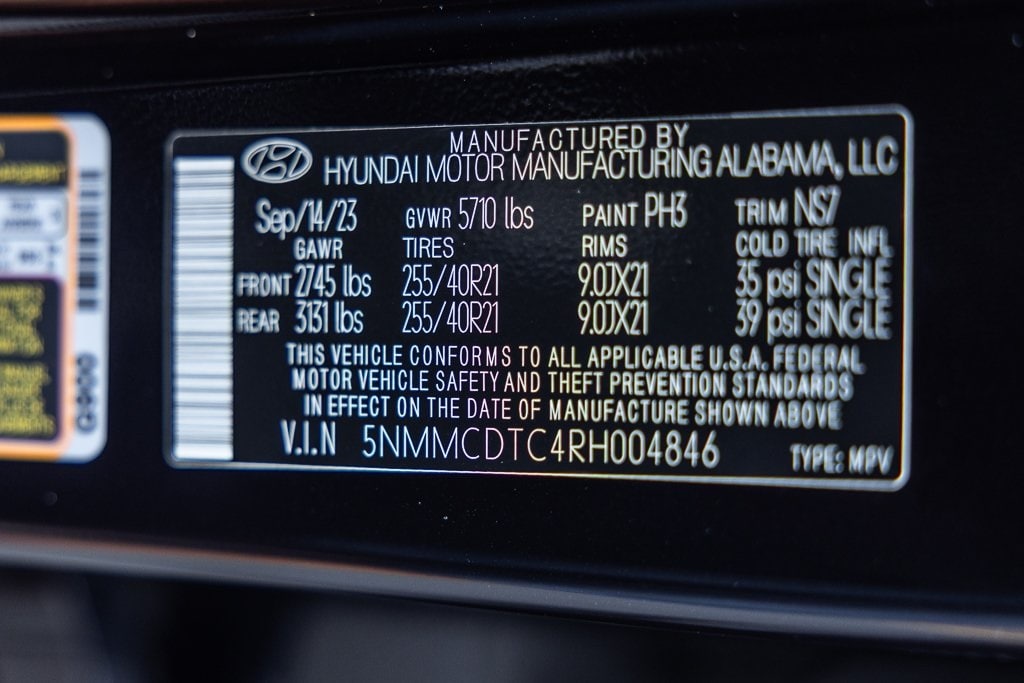 MANUFACTURED BY
HYUNDAI MOTOR MANUFACTURING ALABAMA, LLC
Sep/14/23 GVWR 5710 lbs PAINT PH3 TRIM NS7
GAWR TIRES RIMS COLD TIRE INFL
FRONT 2745 lbs 255/40R21 9.0JX21 35 psi SINGLE
REAR 3131 lbs 255/40R21 9.0JX21 39 psi SINGLE
THIS VEHICLE CONFORMS TO ALL APPLICABLE U.S.A. FEDERAL
MOTOR VEHICLE SAFETY AND THEFT PREVENTION STANDARDS
IN EFFECT ON THE DATE OF MANUFACTURE SHOWN ABOVE
V.I.N 5NMMCDTC4RH004846 TYPE: MPV